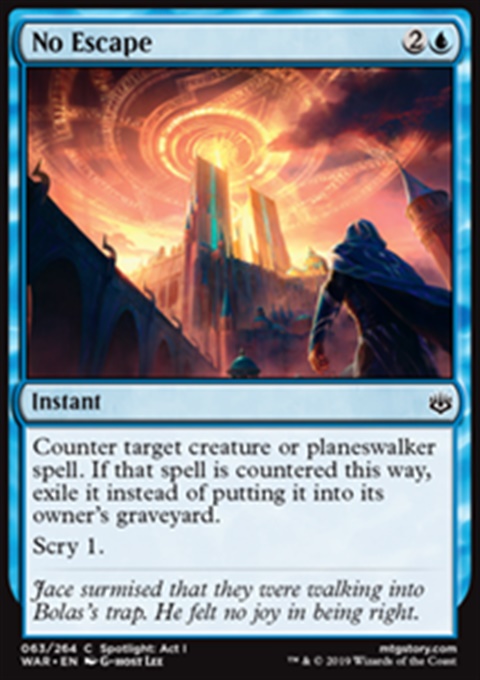 No Escape 2
Instant
Counter target creature or planeswalker
spell. If that spell is countered this way,
exile it instead of putting it into its
owner's graveyard.
Scry 1.
Jace surmised that they were walking into
Bolas's trap. He felt no joy in being right.
063/264 C Spotlight: Act I mtgstory.com
WAR • EN G-host Lee ™ & © 2019 Wizards of the Coast